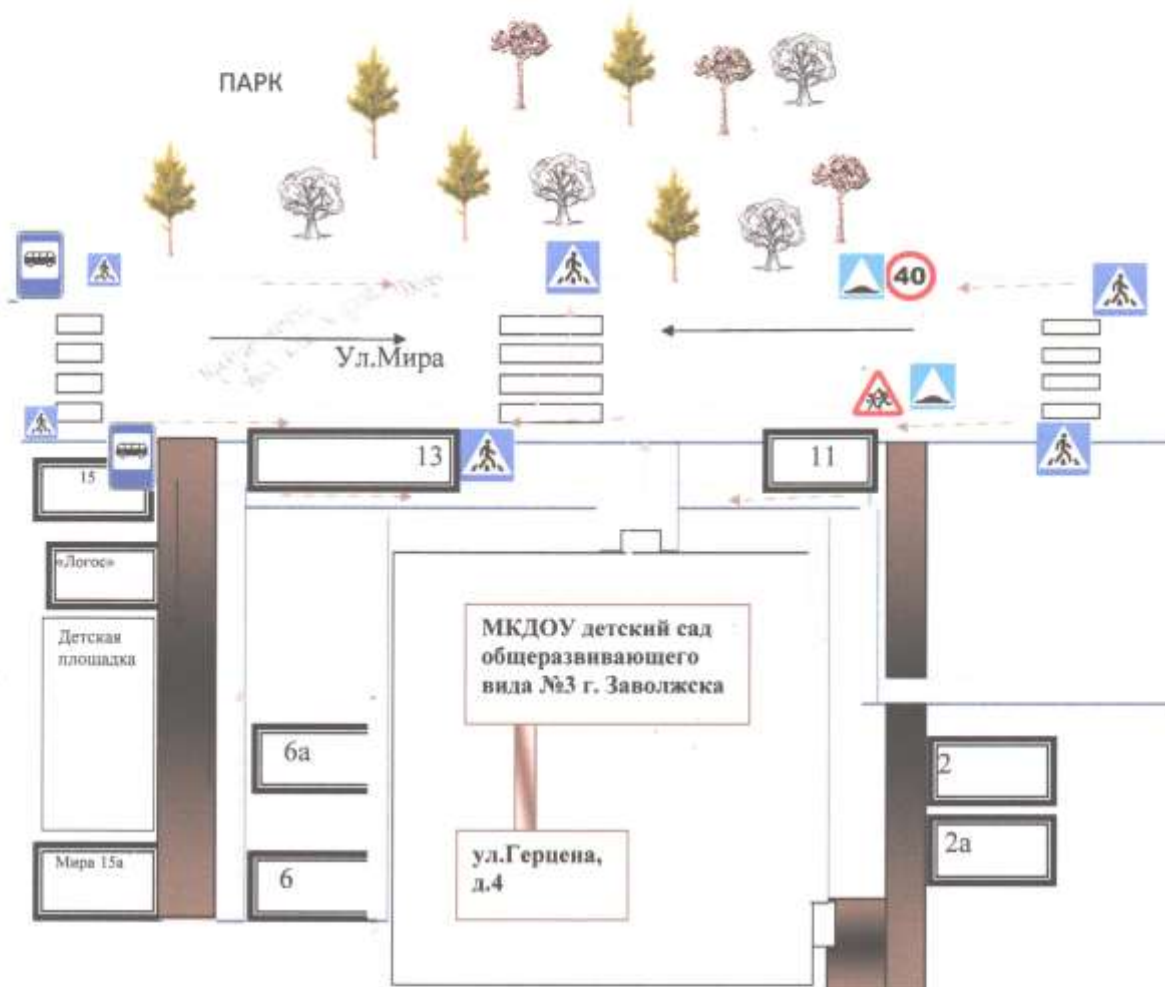 ПАРК
40
Ул.Мира
15
13
11
«Логос»
Детская
площадка
МКДОУ детский сад
общеразвивающего
вида №3 г. Заволжска
6а
2
2а
Мира 15а
6
ул.Герцена,
д.4